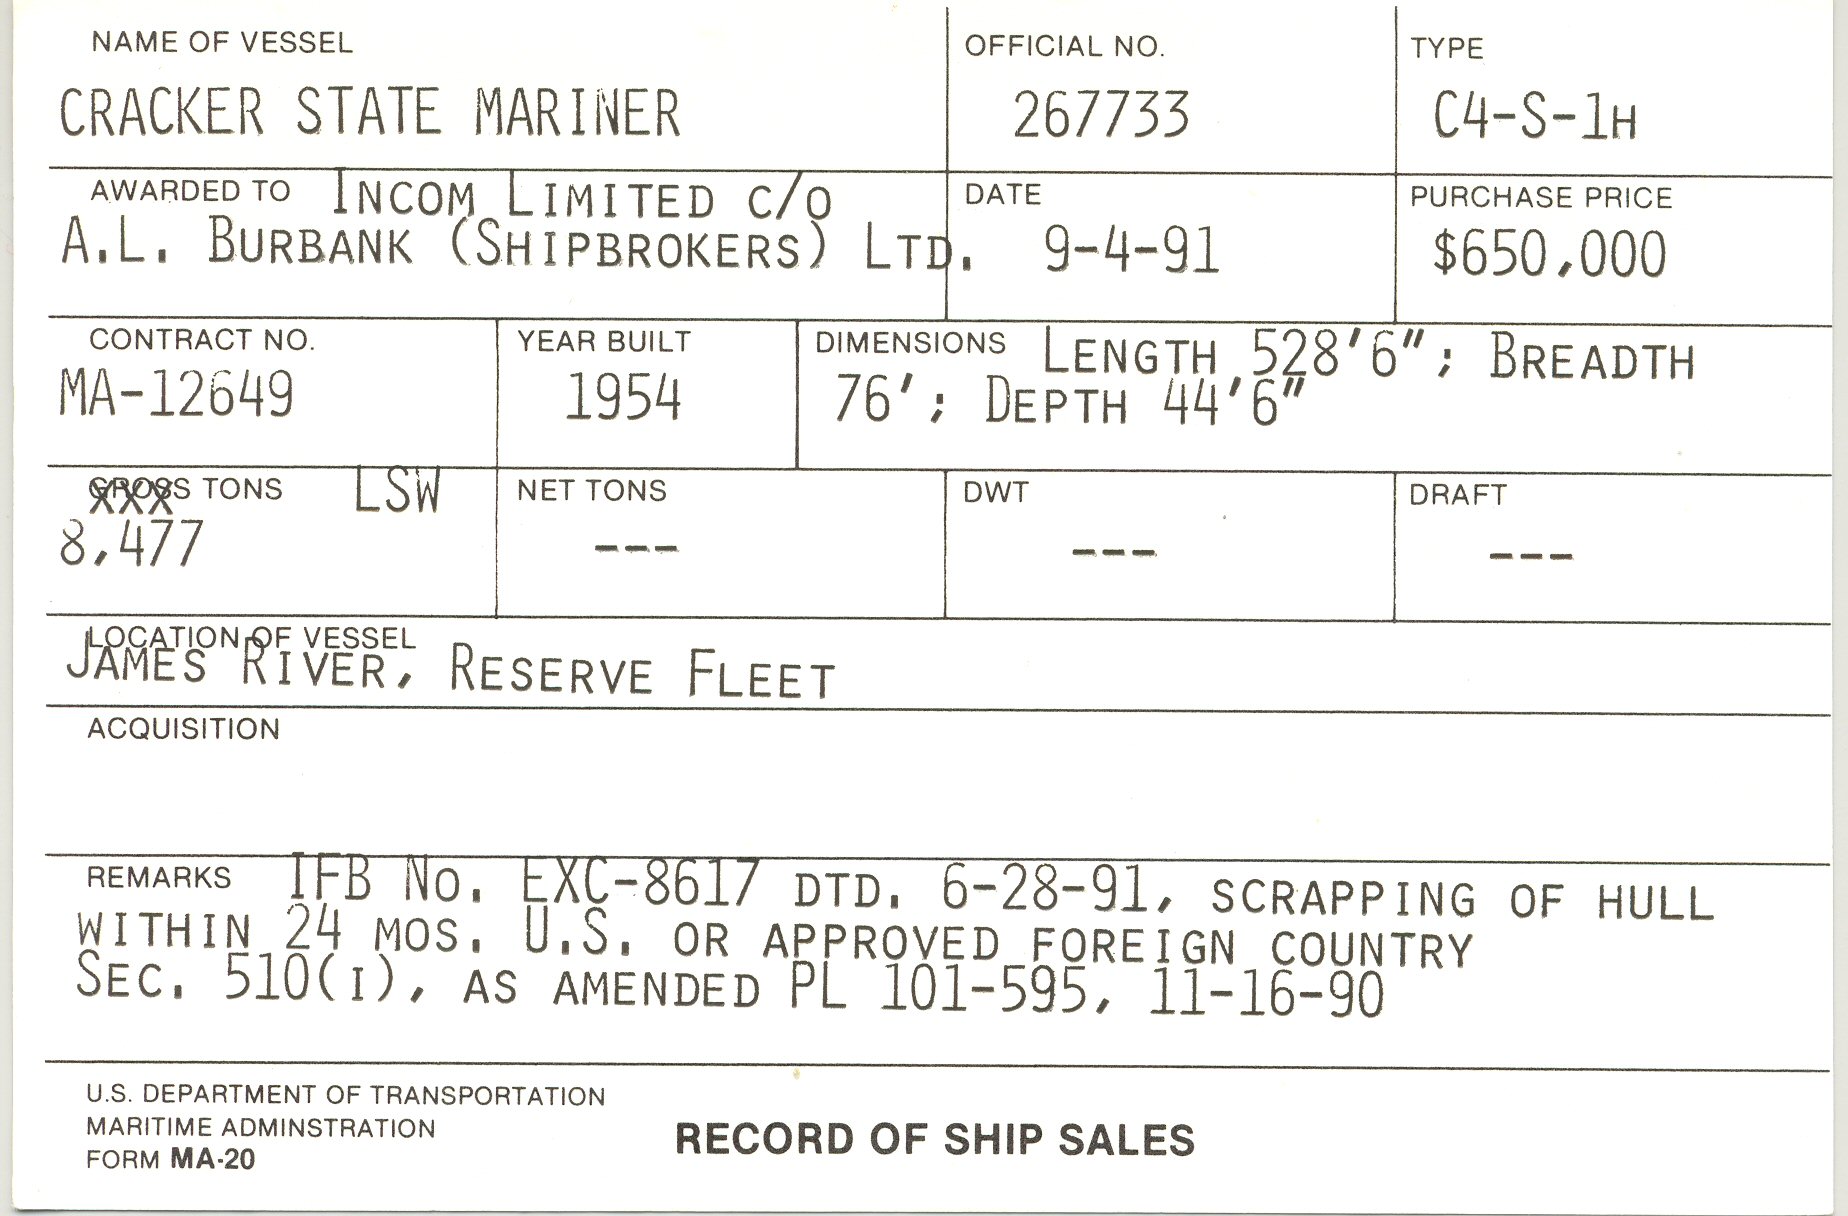 NAME OF VESSEL
CRACKER STATE MARINER
OFFICIAL NO.
267733
TYPE
C4-S-1H
AWARDED TO INCOM LIMITED C/O
A.L. BURBANK (SHIPBROKERS) LTD.
DATE
9-4-91
PURCHASE PRICE
$650,000
CONTRACT NO.
MA-12649
YEAR BUILT
1954
DIMENSIONS LENGTH 528'6"; BREADTH
76'; DEPTH 44'6"
GROSS TONS LSW
XXX
8,477
NET TONS
---
DWT
---
DRAFT
---
LOCATION OF VESSEL
JAMES RIVER, RESERVE FLEET
ACQUISITION
REMARKS IFB NO. EXC-8617 DTD. 6-28-91, SCRAPPING OF HULL
WITHIN 24 MOS. U.S. OR APPROVED FOREIGN COUNTRY
SEC. 510(I), AS AMENDED PL 101-595, 11-16-90
U.S. DEPARTMENT OF TRANSPORTATION
MARITIME ADMINSTRATION
FORM MA-20
RECORD OF SHIP SALES